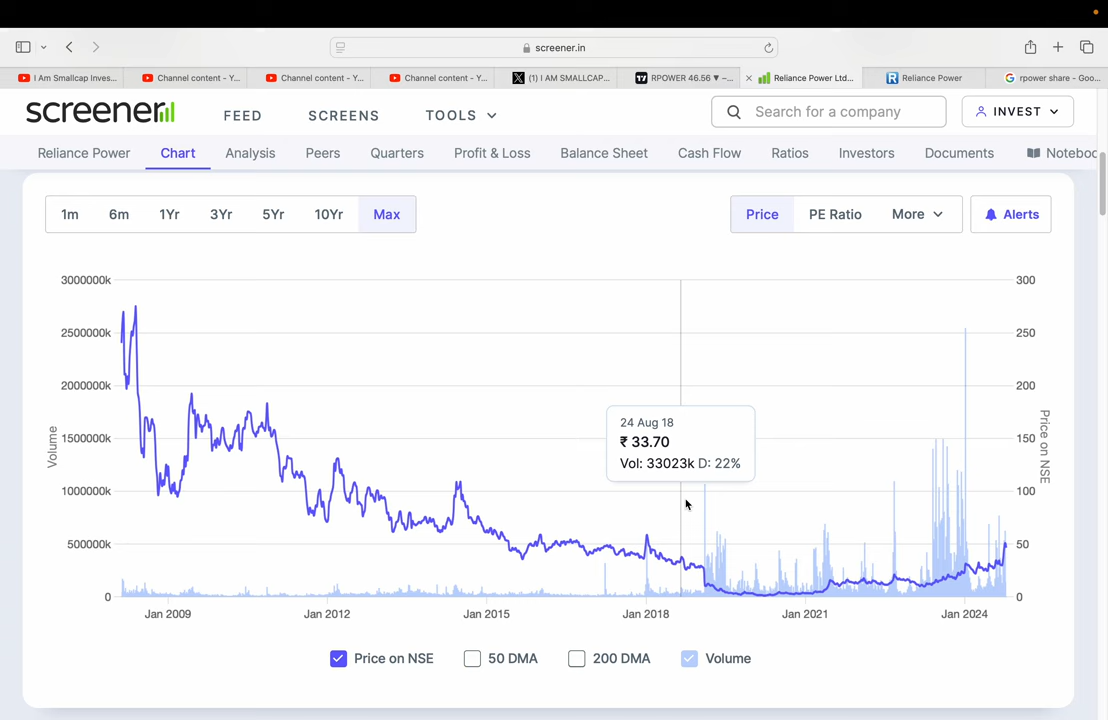 screener.in
I Am Smallcap Inves...
Channel content - Y...
Channel content - Y...
Channel content - Y...
(1) I AM SMALLCAP...
RPOWER 46.56 ▼ –...
Reliance Power Ltd...
Reliance Power
rpower share - Goo...
screener
FEED
SCREENS
TOOLS
Search for a company
INVEST
Reliance Power
Chart
Analysis
Peers
Quarters
Profit & Loss
Balance Sheet
Cash Flow
Ratios
Investors
Documents
Noteboo
1m
6m
1Yr
3Yr
5Yr
10Yr
Max
Price
PE Ratio
More
Alerts
3000000k
300
2500000k
250
2000000k
200
1500000k
150
1000000k
100
500000k
50
0
0
Volume
Price on NSE
24 Aug 18
₹ 33.70
Vol: 33023k D: 22%
Jan 2009
Jan 2012
Jan 2015
Jan 2018
Jan 2021
Jan 2024
Price on NSE
50 DMA
200 DMA
Volume